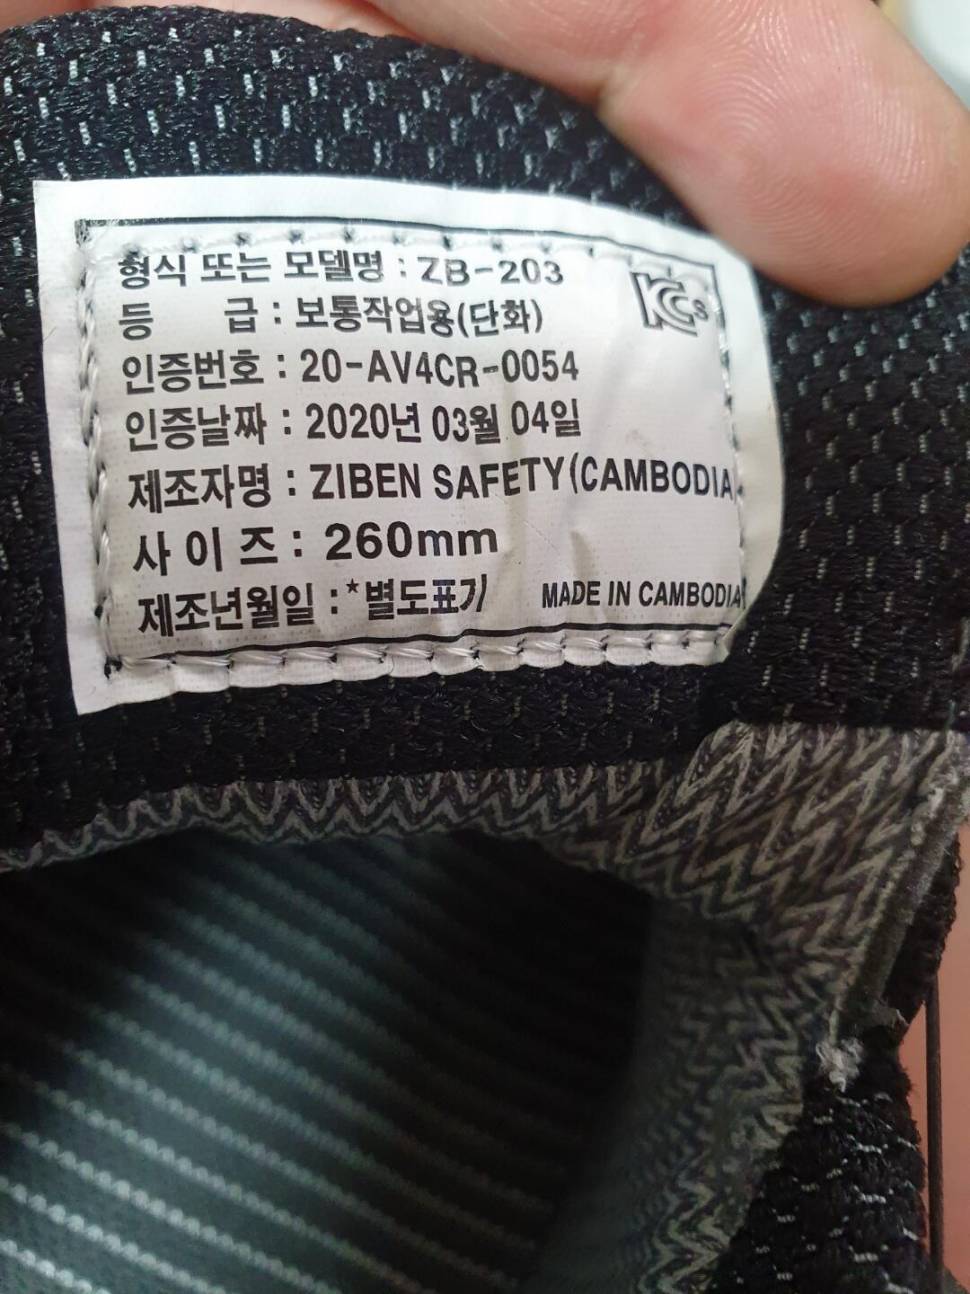 형식 또는 모델명 : ZB-203
KCs
등 급 : 보통작업용(단화)
인증번호 : 20-AV4CR-0054
인증날짜 : 2020년 03월 04일
제조자명 : ZIBEN SAFETY(CAMBODIA
사 이 즈 : 260mm
제조년월일 : *별도표기 MADE IN CAMBODIA